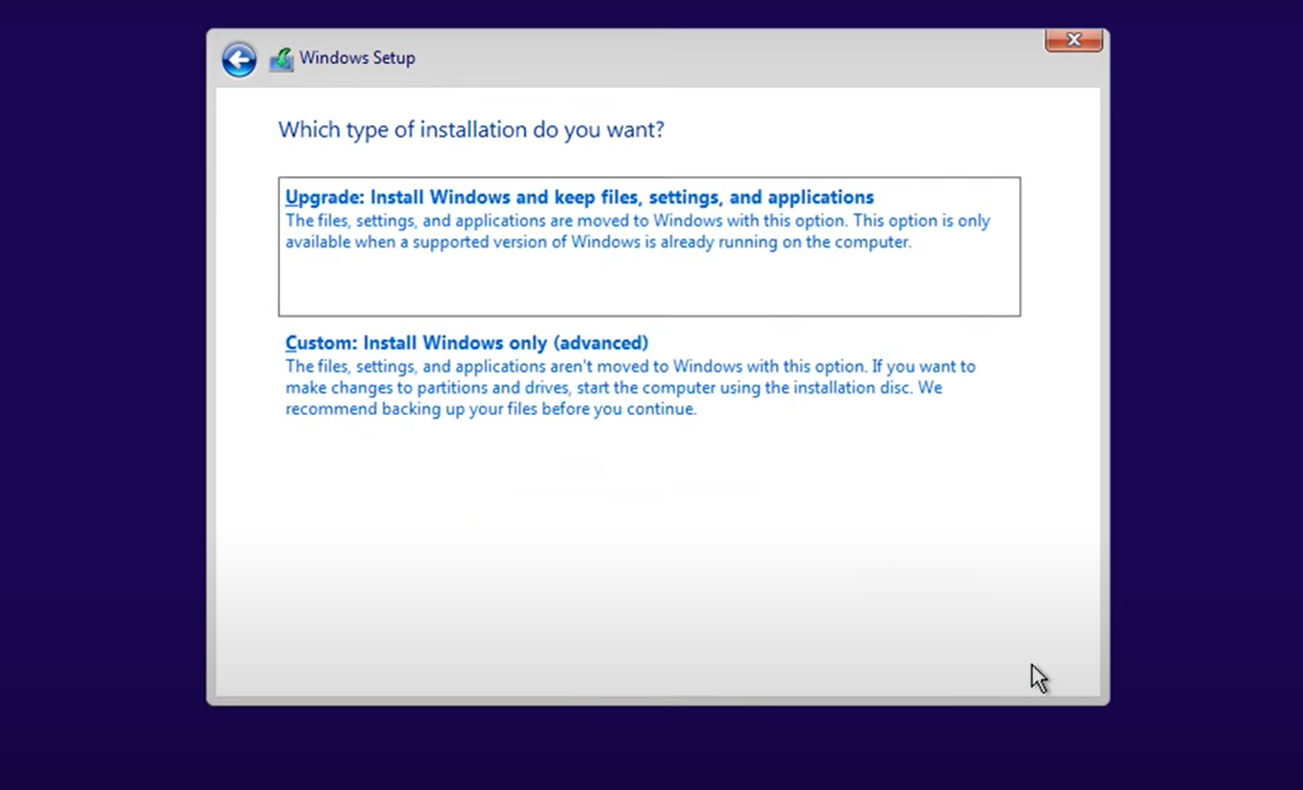 Windows Setup
Which type of installation do you want?
Upgrade: Install Windows and keep files, settings, and applications
The files, settings, and applications are moved to Windows with this option. This option is only
available when a supported version of Windows is already running on the computer.
Custom: Install Windows only (advanced)
The files, settings, and applications aren't moved to Windows with this option. If you want to
make changes to partitions and drives, start the computer using the installation disc. We
recommend backing up your files before you continue.